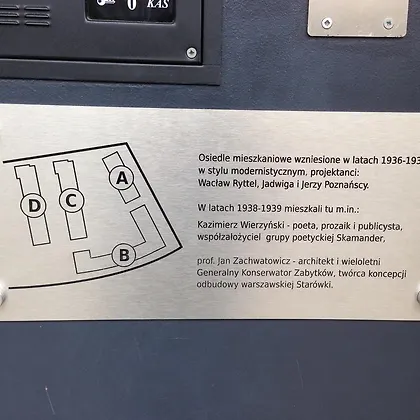 0 KAS
Osiedle mieszkaniowe wzniesione w latach 1936-193
w stylu modernistycznym, projektanci:
Wacław Ryttel, Jadwiga i Jerzy Poznańscy.
W latach 1938-1939 mieszkali tu m.in.:
Kazimierz Wierzyński - poeta, prozaik i publicysta,
współzałożyciel grupy poetyckiej Skamander,
prof. Jan Zachwatowicz - architekt i wieloletni
Generalny Konserwator Zabytków, twórca koncepcji
odbudowy warszawskiej Starówki.
A
D
C
B